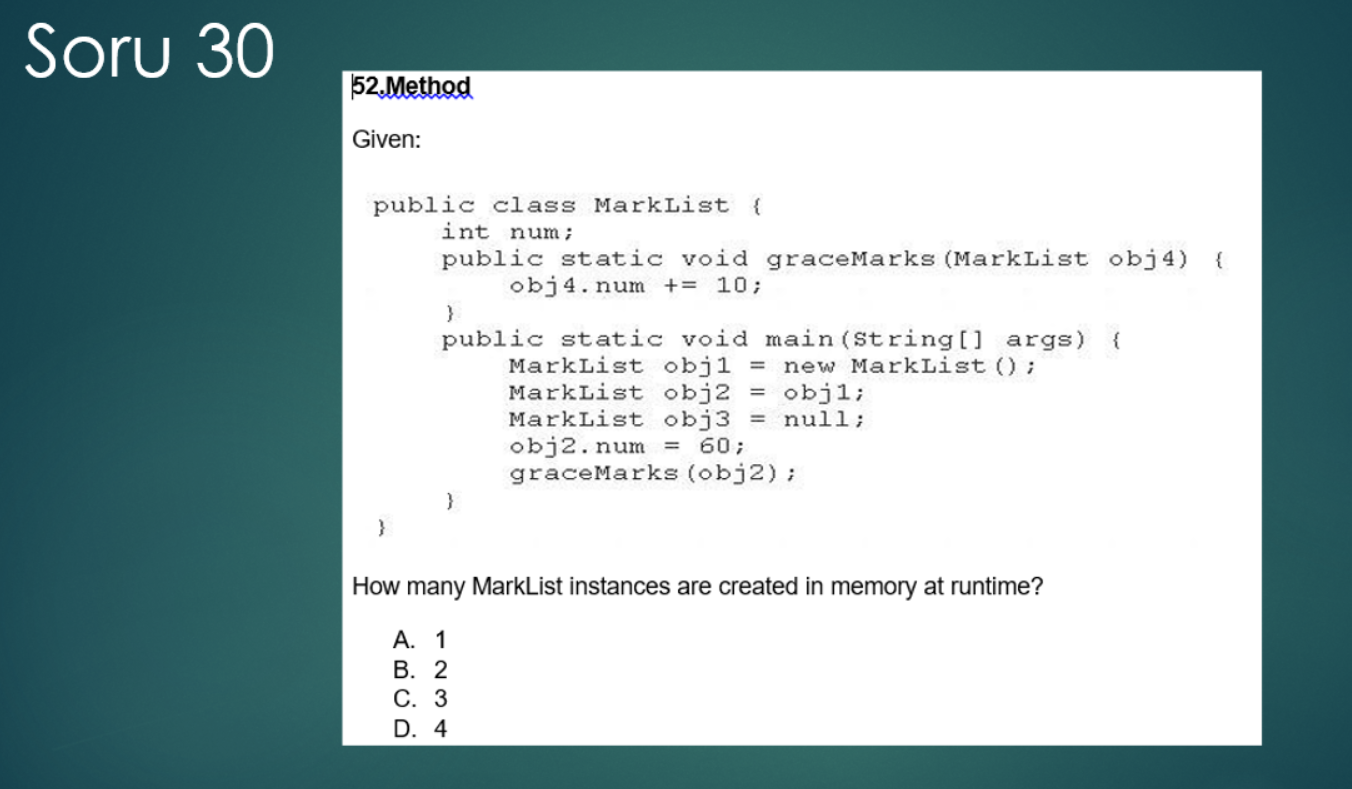 Soru 30
52.Method
Given:
public class MarkList {
int num;
public static void graceMarks(MarkList obj4) {
obj4.num += 10;
}
public static void main(String[] args) {
MarkList obj1 = new MarkList();
MarkList obj2 = obj1;
MarkList obj3 = null;
obj2.num = 60;
graceMarks(obj2);
}
}
How many MarkList instances are created in memory at runtime?
A. 1
B. 2
C. 3
D. 4